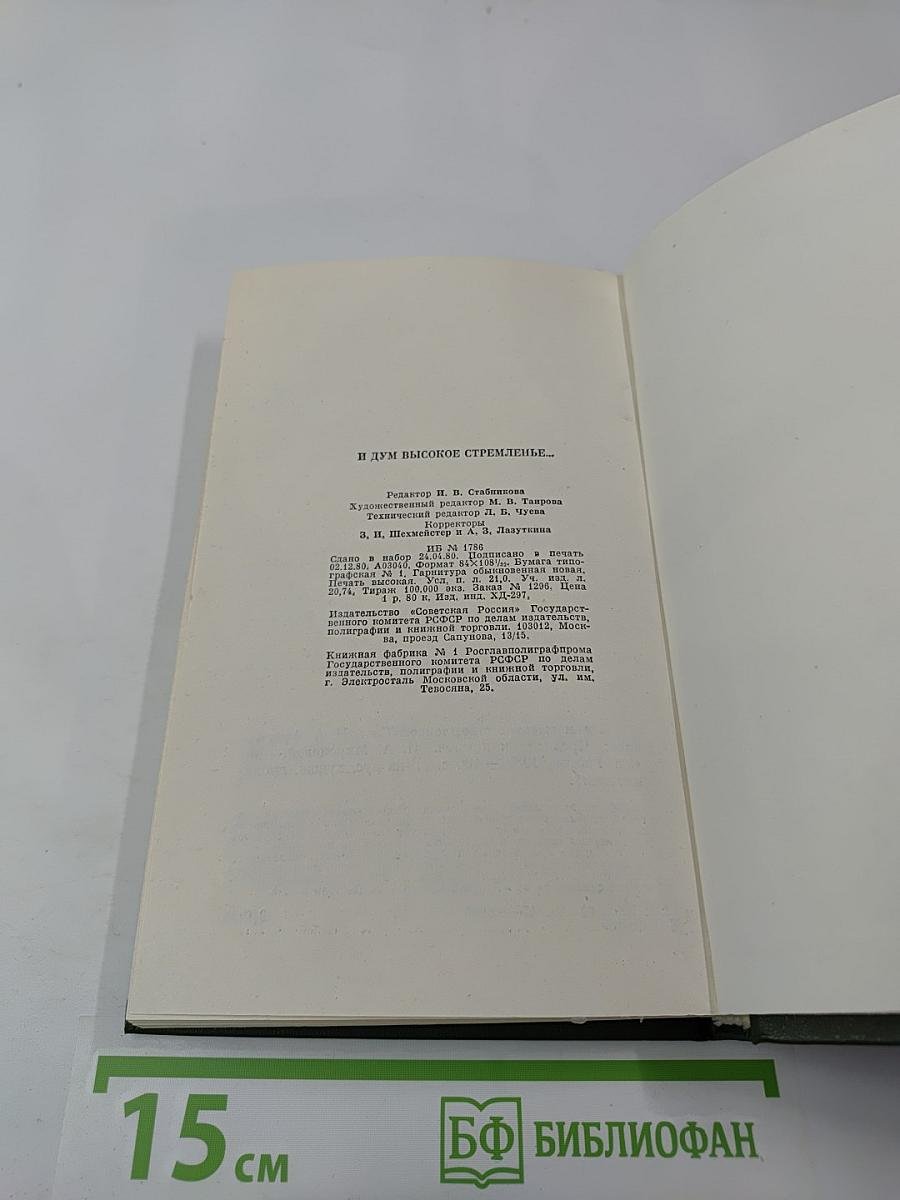 И ДУМ ВЫСОКОЕ СТРЕМЛЕНЬЕ...
Редактор И. В. Стабникова
Художественный редактор М. В. Таирова
Технический редактор Л. Б. Чуева
Корректоры
З. И. Шехмейстер и А. З. Лазуткина
ИБ № 1786
Сдано в набор 24.04.80. Подписано в печать
02.12.80. А03040. Формат 84×108¹/₃₂. Бумага типо-
графская № 1. Гарнитура обыкновенная новая.
Печать высокая. Усл. п. л. 21,0. Уч. изд. л.
20,74. Тираж 100.000 экз. Заказ № 1296. Цена
1 р. 80 к. Изд. инд. ХД-297.
Издательство «Советская Россия» Государст-
венного комитета РСФСР по делам издательств,
полиграфии и книжной торговли. 103012, Моск-
ва, проезд Сапунова, 13/15.
Книжная фабрика № 1 Росглавполиграфпрома
Государственного комитета РСФСР по делам
издательств, полиграфии и книжной торговли,
г. Электросталь Московской области, ул. им.
Тевосяна, 25.
15 см
БФ БИБЛИОФАН